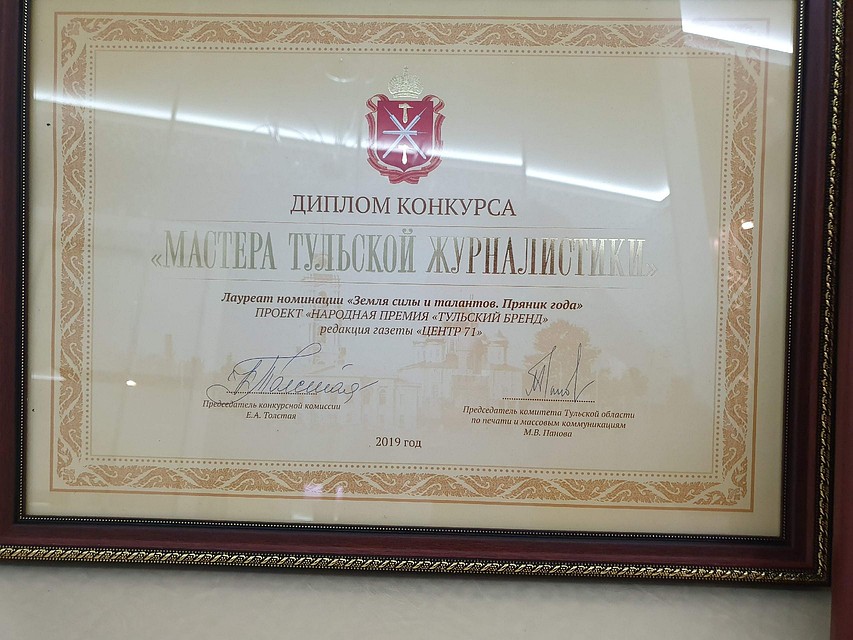 ДИПЛОМ КОНКУРСА
«МАСТЕРА ТУЛЬСКОЙ ЖУРНАЛИСТИКИ»
Лауреат номинации «Земля силы и талантов. Пряник года»
ПРОЕКТ «НАРОДНАЯ ПРЕМИЯ «ТУЛЬСКИЙ БРЕНД»
редакция газеты «ЦЕНТР 71»
Председатель конкурсной комиссии
Е.А. Толстая
Председатель комитета Тульской области
по печати и массовым коммуникациям
М.В. Панова
2019 год